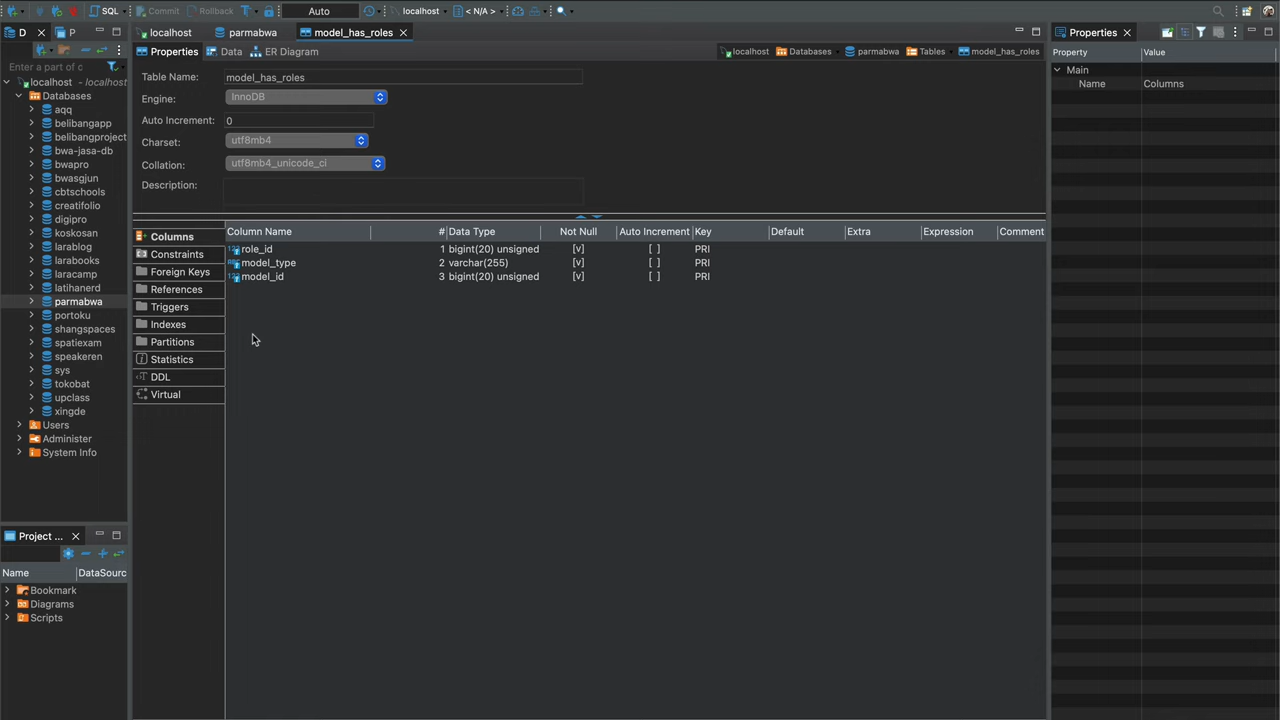 SQL Commit Rollback Auto localhost < N/A >
D P
localhost parmabwa model_has_roles
Properties
Properties Data ER Diagram
localhost Databases parmabwa Tables model_has_roles
Property Value
Main
Name Columns
Enter a part of c
localhost - localhost
Databases
aqq
belibangapp
belibangproject
bwa-jasa-db
bwapro
bwasgjun
cbtschools
creatifolio
digipro
koskosan
larablog
larabooks
laracamp
latihanerd
parmabwa
portoku
shangspaces
spatiexam
speakeren
sys
tokobat
upclass
xingde
Users
Administer
System Info
Table Name: model_has_roles
Engine: InnoDB
Auto Increment: 0
Charset: utf8mb4
Collation: utf8mb4_unicode_ci
Description:
Columns
Constraints
Foreign Keys
References
Triggers
Indexes
Partitions
Statistics
DDL
Virtual
Column Name # Data Type Not Null Auto Increment Key Default Extra Expression Comment
123 role_id 1 bigint(20) unsigned [v] [ ] PRI
model_type 2 varchar(255) [v] [ ] PRI
123 model_id 3 bigint(20) unsigned [v] [ ] PRI
Project ...
Name DataSourc
Bookmark
Diagrams
Scripts